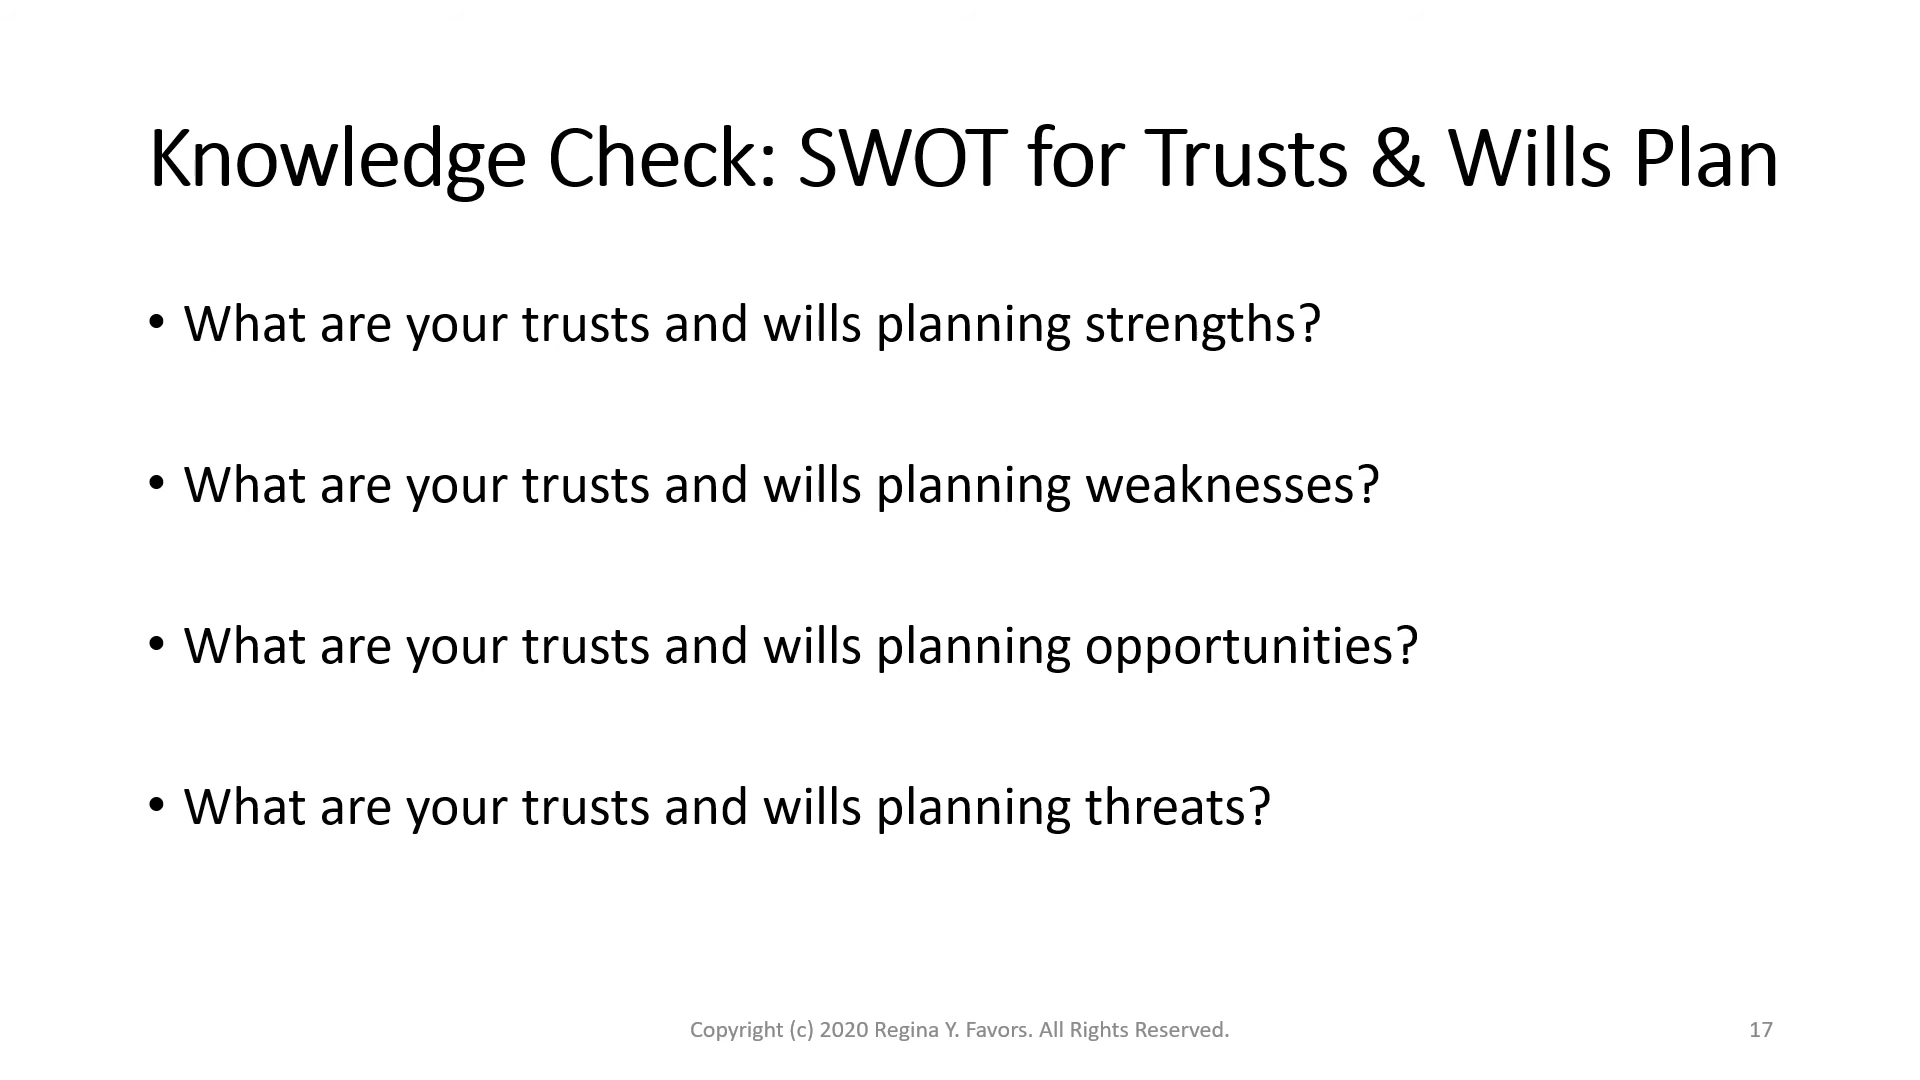 Knowledge Check: SWOT for Trusts & Wills Plan
• What are your trusts and wills planning strengths?
• What are your trusts and wills planning weaknesses?
• What are your trusts and wills planning opportunities?
• What are your trusts and wills planning threats?
Copyright (c) 2020 Regina Y. Favors. All Rights Reserved.
17